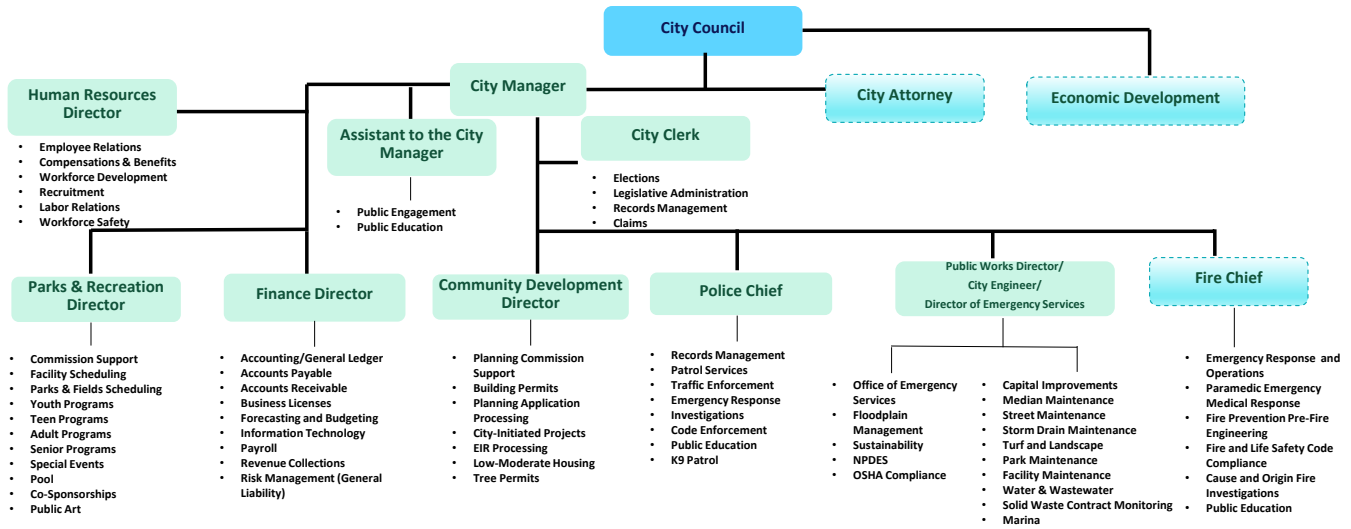 City Council
City Manager
City Attorney
Economic Development
Human Resources
Director
• Employee Relations
• Compensations & Benefits
• Workforce Development
• Recruitment
• Labor Relations
• Workforce Safety
Assistant to the City
Manager
• Public Engagement
• Public Education
City Clerk
• Elections
• Legislative Administration
• Records Management
• Claims
Parks & Recreation
Director
• Commission Support
• Facility Scheduling
• Parks & Fields Scheduling
• Youth Programs
• Teen Programs
• Adult Programs
• Senior Programs
• Special Events
• Pool
• Co-Sponsorships
• Public Art
Finance Director
• Accounting/General Ledger
• Accounts Payable
• Accounts Receivable
• Business Licenses
• Forecasting and Budgeting
• Information Technology
• Payroll
• Revenue Collections
• Risk Management (General
Liability)
Community Development
Director
• Planning Commission
Support
• Building Permits
• Planning Application
Processing
• City-Initiated Projects
• EIR Processing
• Low-Moderate Housing
• Tree Permits
Police Chief
• Records Management
• Patrol Services
• Traffic Enforcement
• Emergency Response
• Investigations
• Code Enforcement
• Public Education
• K9 Patrol
Public Works Director/
City Engineer/
Director of Emergency Services
• Office of Emergency
Services
• Floodplain
Management
• Sustainability
• NPDES
• OSHA Compliance
• Capital Improvements
• Median Maintenance
• Street Maintenance
• Storm Drain Maintenance
• Turf and Landscape
• Park Maintenance
• Facility Maintenance
• Water & Wastewater
• Solid Waste Contract Monitoring
• Marina
Fire Chief
• Emergency Response and
Operations
• Paramedic Emergency
Medical Response
• Fire Prevention Pre-Fire
Engineering
• Fire and Life Safety Code
Compliance
• Cause and Origin Fire
Investigations
• Public Education